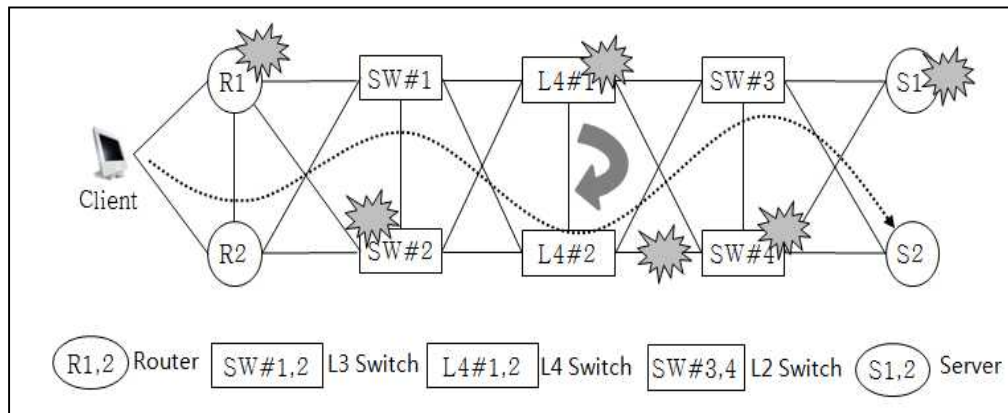 R1 SW#1 L4#1 SW#3 S1
Client
R2 SW#2 L4#2 SW#4 S2
R1,2 Router SW#1,2 L3 Switch L4#1,2 L4 Switch SW#3,4 L2 Switch S1,2 Server